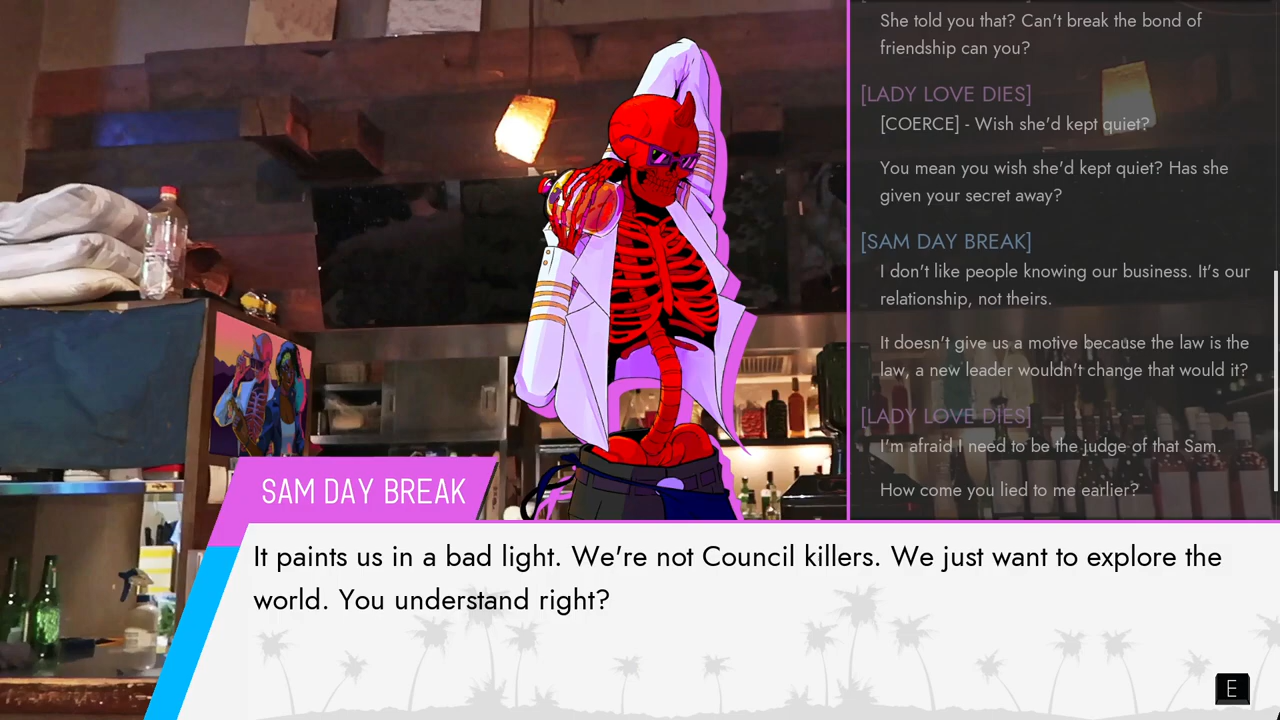 She told you that? Can't break the bond of
friendship can you?
[LADY LOVE DIES]
[COERCE] - Wish she'd kept quiet?
You mean you wish she'd kept quiet? Has she
given your secret away?
[SAM DAY BREAK]
I don't like people knowing our business. It's our
relationship, not theirs.
It doesn't give us a motive because the law is the
law, a new leader wouldn't change that would it?
[LADY LOVE DIES]
I'm afraid I need to be the judge of that Sam.
How come you lied to me earlier?
SAM DAY BREAK
It paints us in a bad light. We're not Council killers. We just want to explore the
world. You understand right?
E